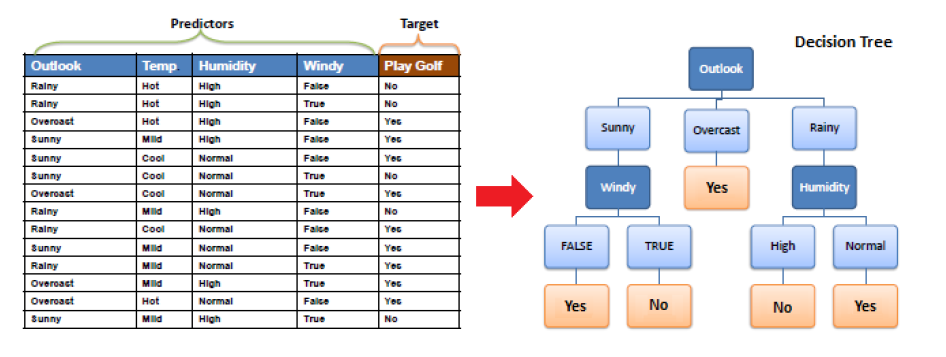 Predictors Target
Outlook Temp Humidity Windy Play Golf
Rainy Hot High False No
Rainy Hot High True No
Overcast Hot High False Yes
Sunny Mild High False Yes
Sunny Cool Normal False Yes
Sunny Cool Normal True No
Overcast Cool Normal True Yes
Rainy Mild High False No
Rainy Cool Normal False Yes
Sunny Mild Normal False Yes
Rainy Mild Normal True Yes
Overcast Mild High True Yes
Overcast Hot Normal False Yes
Sunny Mild High True No
Decision Tree
Outlook
Sunny Overcast Rainy
Windy Yes Humidity
FALSE TRUE High Normal
Yes No No Yes